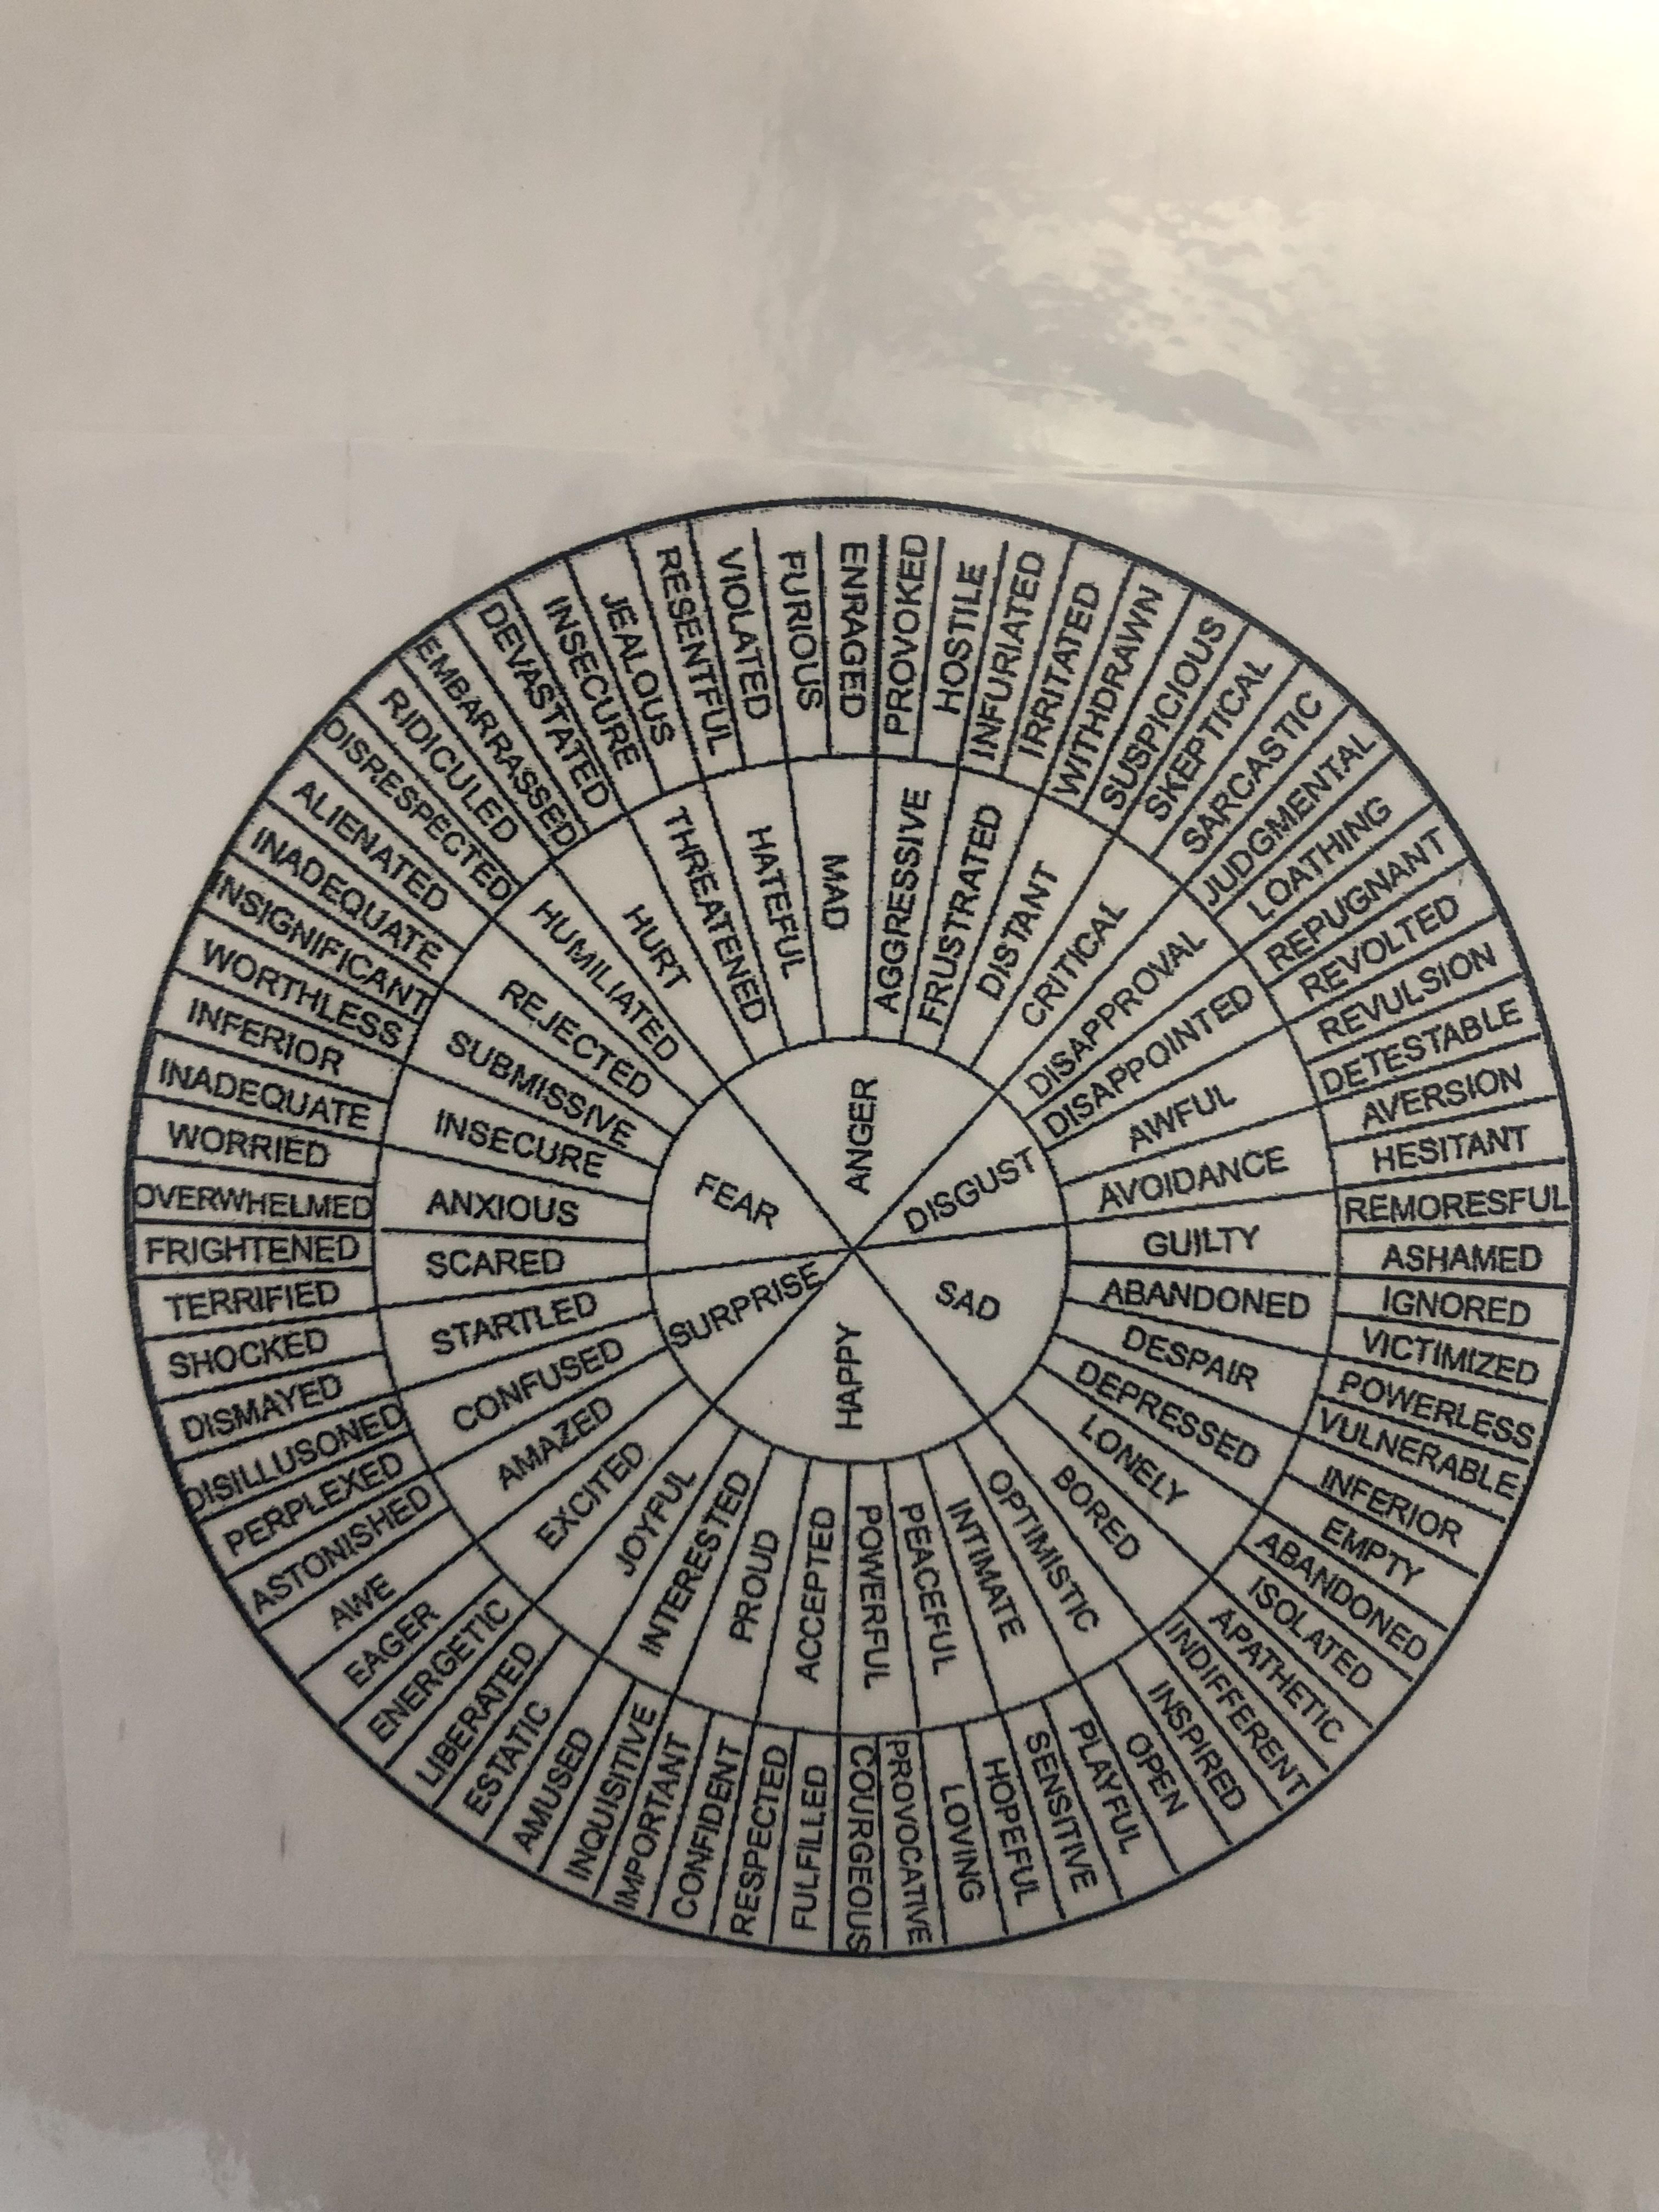 ANGER
DISGUST
SAD
HAPPY
SURPRISE
FEAR
HURT
THREATENED
HATEFUL
MAD
AGGRESSIVE
FRUSTRATED
DISTANT
CRITICAL
DISAPPROVAL
DISAPPOINTED
AWFUL
AVOIDANCE
GUILTY
ABANDONED
DESPAIR
DEPRESSED
LONELY
BORED
OPTIMISTIC
INTIMATE
PEACEFUL
POWERFUL
ACCEPTED
PROUD
INTERESTED
JOYFUL
EXCITED
AMAZED
CONFUSED
STARTLED
SCARED
ANXIOUS
INSECURE
SUBMISSIVE
REJECTED
HUMILIATED
EMBARRASSED
DEVASTATED
INSECURE
JEALOUS
RESENTFUL
VIOLATED
FURIOUS
ENRAGED
PROVOKED
HOSTILE
INFURIATED
IRRITATED
WITHDRAWN
SUSPICIOUS
SKEPTICAL
SARCASTIC
JUDGMENTAL
LOATHING
REPUGNANT
REVOLTED
REVULSION
DETESTABLE
AVERSION
HESITANT
REMORESFUL
ASHAMED
IGNORED
VICTIMIZED
POWERLESS
VULNERABLE
INFERIOR
EMPTY
ABANDONED
ISOLATED
APATHETIC
INDIFFERENT
INSPIRED
OPEN
PLAYFUL
SENSITIVE
HOPEFUL
LOVING
PROVOCATIVE
COURGEOUS
FULFILLED
RESPECTED
CONFIDENT
IMPORTANT
INQUISITIVE
AMUSED
ESTATIC
LIBERATED
ENERGETIC
EAGER
AWE
ASTONISHED
PERPLEXED
DISILLUSONED
DISMAYED
SHOCKED
TERRIFIED
FRIGHTENED
OVERWHELMED
WORRIED
INADEQUATE
INFERIOR
WORTHLESS
INSIGNIFICANT
INADEQUATE
ALIENATED
DISRESPECTED
RIDICULED